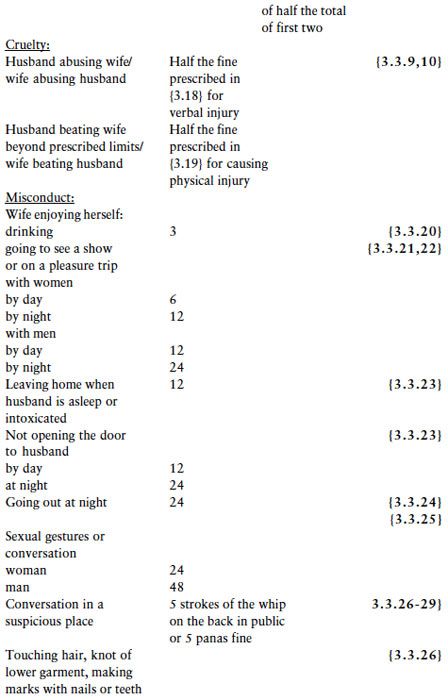 of half the total
of first two
Cruelty:
Husband abusing wife/ Half the fine {3.3.9,10}
wife abusing husband prescribed in
{3.18} for
verbal injury
Husband beating wife Half the fine
beyond prescribed limits/ prescribed in
wife beating husband {3.19} for causing
physical injury
Misconduct:
Wife enjoying herself:
drinking 3 {3.3.20}
going to see a show {3.3.21,22}
or on a pleasure trip
with women
by day 6
by night 12
with men
by day 12
by night 24
Leaving home when 12 {3.3.23}
husband is asleep or
intoxicated
Not opening the door {3.3.23}
to husband
by day 12
at night 24
Going out at night 24 {3.3.24}
{3.3.25}
Sexual gestures or
conversation
woman 24
man 48
Conversation in a 5 strokes of the whip 3.3.26-29}
suspicious place on the back in public
or 5 panas fine
Touching hair, knot of {3.3.26}
lower garment, making
marks with nails or teeth